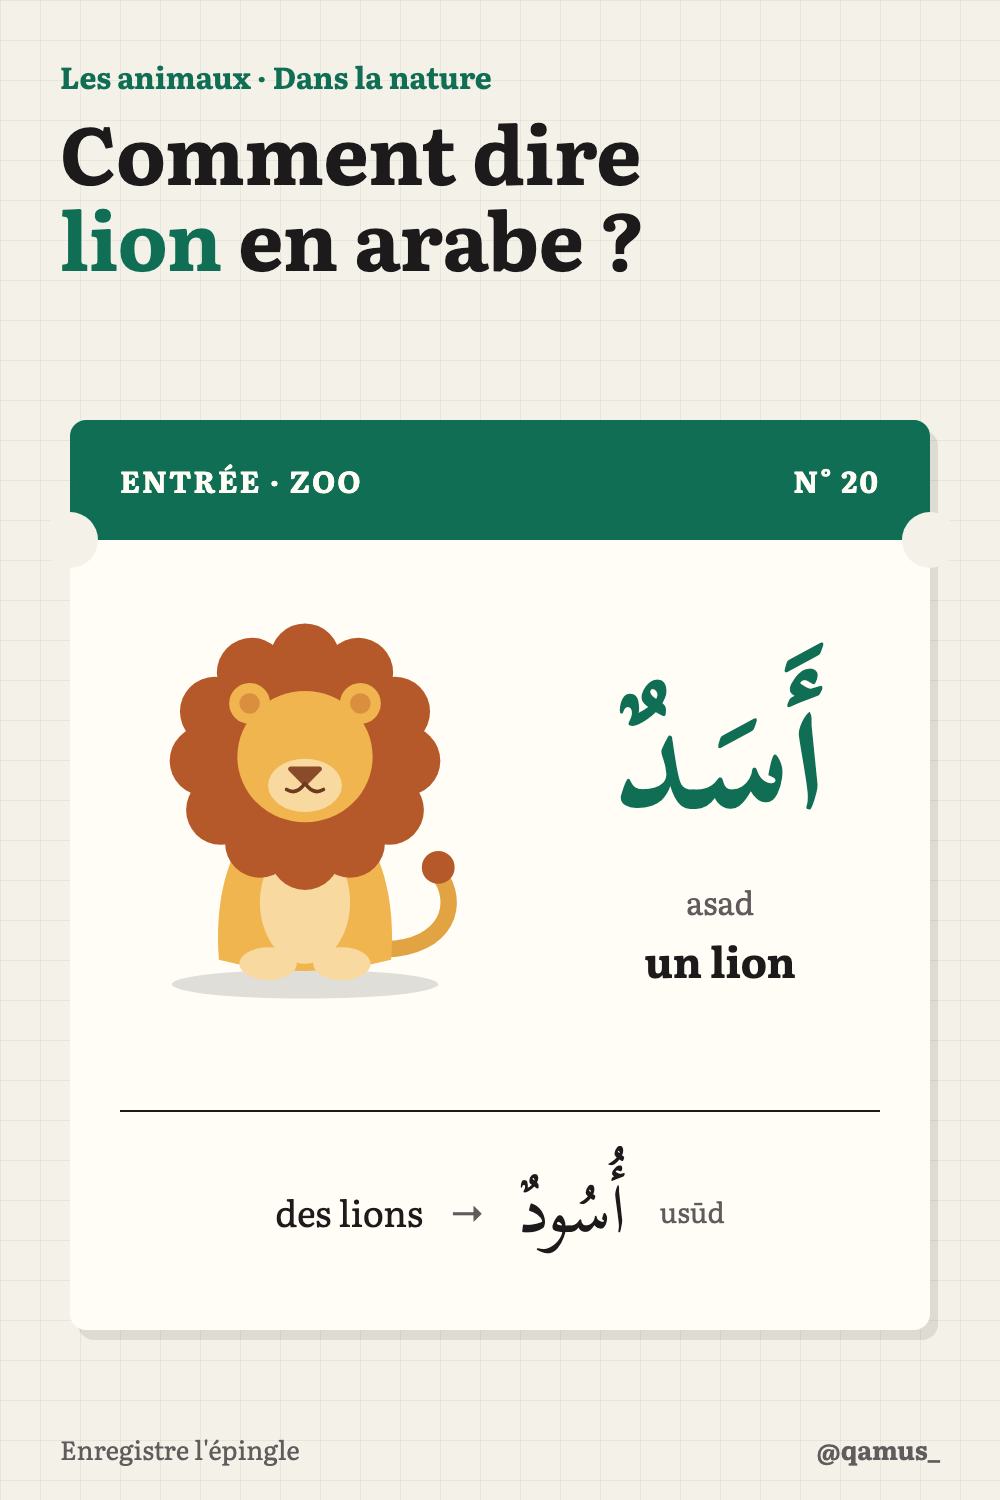 Les animaux · Dans la nature
Comment dire
lion en arabe ?
ENTRÉE · ZOO
N° 20
أَسَدٌ
asad
un lion
des lions → أُسُودٌ usūd
Enregistre l'épingle
@qamus_